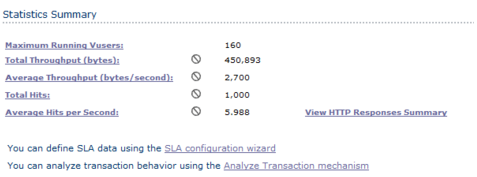 Statistics Summary
Maximum Running Vusers: 160
Total Throughput (bytes): 450,893
Average Throughput (bytes/second): 2,700
Total Hits: 1,000
Average Hits per Second: 5.988 View HTTP Responses Summary
You can define SLA data using the SLA configuration wizard
You can analyze transaction behavior using the Analyze Transaction mechanism